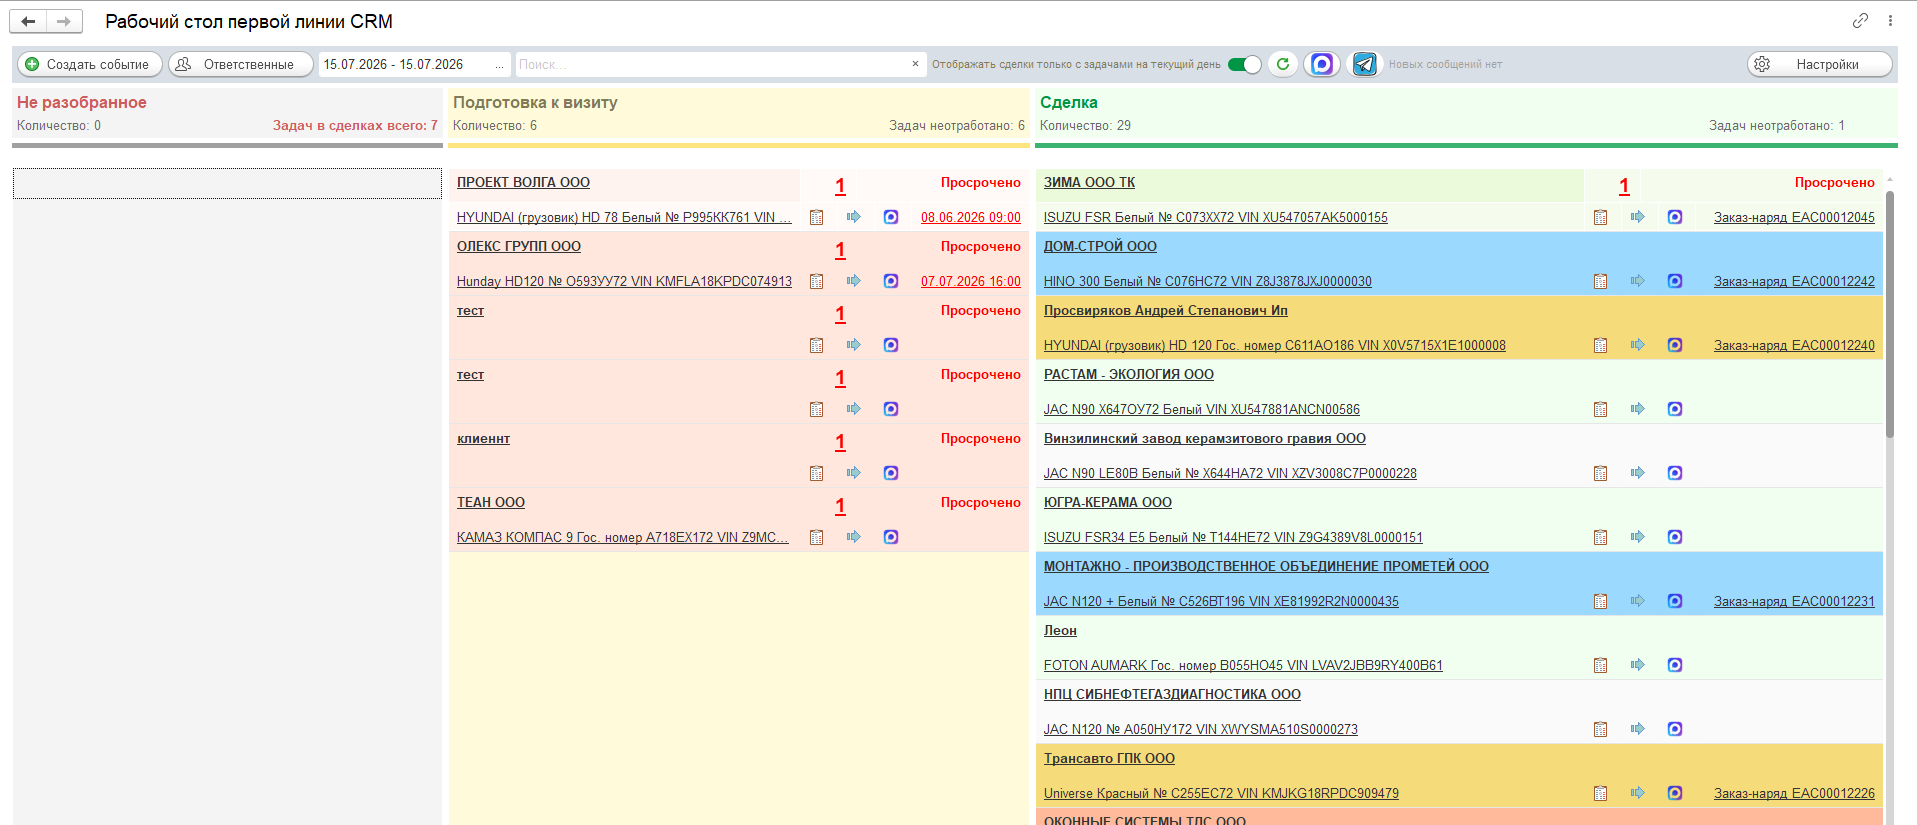 Рабочий стол первой линии CRM
Создать событие
Ответственные
15.07.2026 - 15.07.2026
...
Поиск...
×
Отображать сделки только с задачами на текущий день
Новых сообщений нет
Настройки
Не разобранное
Количество: 0
Задач в сделках всего: 7
Подготовка к визиту
Количество: 6
Задач неотработано: 6
Сделка
Количество: 29
Задач неотработано: 1
ПРОЕКТ ВОЛГА ООО
1
Просрочено
HYUNDAI (грузовик) HD 78 Белый № Р995КК761 VIN ...
08.06.2026 09:00
ОЛЕКС ГРУПП ООО
1
Просрочено
Hunday HD120 № О593УУ72 VIN KMFLA18KPDC074913
07.07.2026 16:00
тест
1
Просрочено
тест
1
Просрочено
клиеннт
1
Просрочено
ТЕАН ООО
1
Просрочено
КАМАЗ КОМПАС 9 Гос. номер А718ЕХ172 VIN Z9MC...
ЗИМА ООО ТК
1
Просрочено
ISUZU FSR Белый № С073ХХ72 VIN XU547057AK5000155
Заказ-наряд ЕАС00012045
ДОМ-СТРОЙ ООО
HINO 300 Белый № С076НС72 VIN Z8J3878JXJ0000030
Заказ-наряд ЕАС00012242
Просвиряков Андрей Степанович Ип
HYUNDAI (грузовик) HD 120 Гос. номер С611АО186 VIN X0V5715X1E1000008
Заказ-наряд ЕАС00012240
РАСТАМ - ЭКОЛОГИЯ ООО
JAC N90 Х647ОУ72 Белый VIN XU547881ANCN00586
Винзилинский завод керамзитового гравия ООО
JAC N90 LE80B Белый № Х644НА72 VIN XZV3008C7P0000228
ЮГРА-КЕРАМА ООО
ISUZU FSR34 E5 Белый № Т144НЕ72 VIN Z9G4389V8L0000151
МОНТАЖНО - ПРОИЗВОДСТВЕННОЕ ОБЪЕДИНЕНИЕ ПРОМЕТЕЙ ООО
JAC N120 + Белый № С526ВТ196 VIN XE81992R2N0000435
Заказ-наряд ЕАС00012231
Леон
FOTON AUMARK Гос. номер В055НО45 VIN LVAV2JBB9RY400B61
НПЦ СИБНЕФТЕГАЗДИАГНОСТИКА ООО
JAC N120 № А050НУ172 VIN XWYSMA510S0000273
Трансавто ГПК ООО
Universe Красный № С255ЕС72 VIN KMJKG18RPDC909479
Заказ-наряд ЕАС00012226
ОКОННЫЕ СИСТЕМЫ ТДС ООО